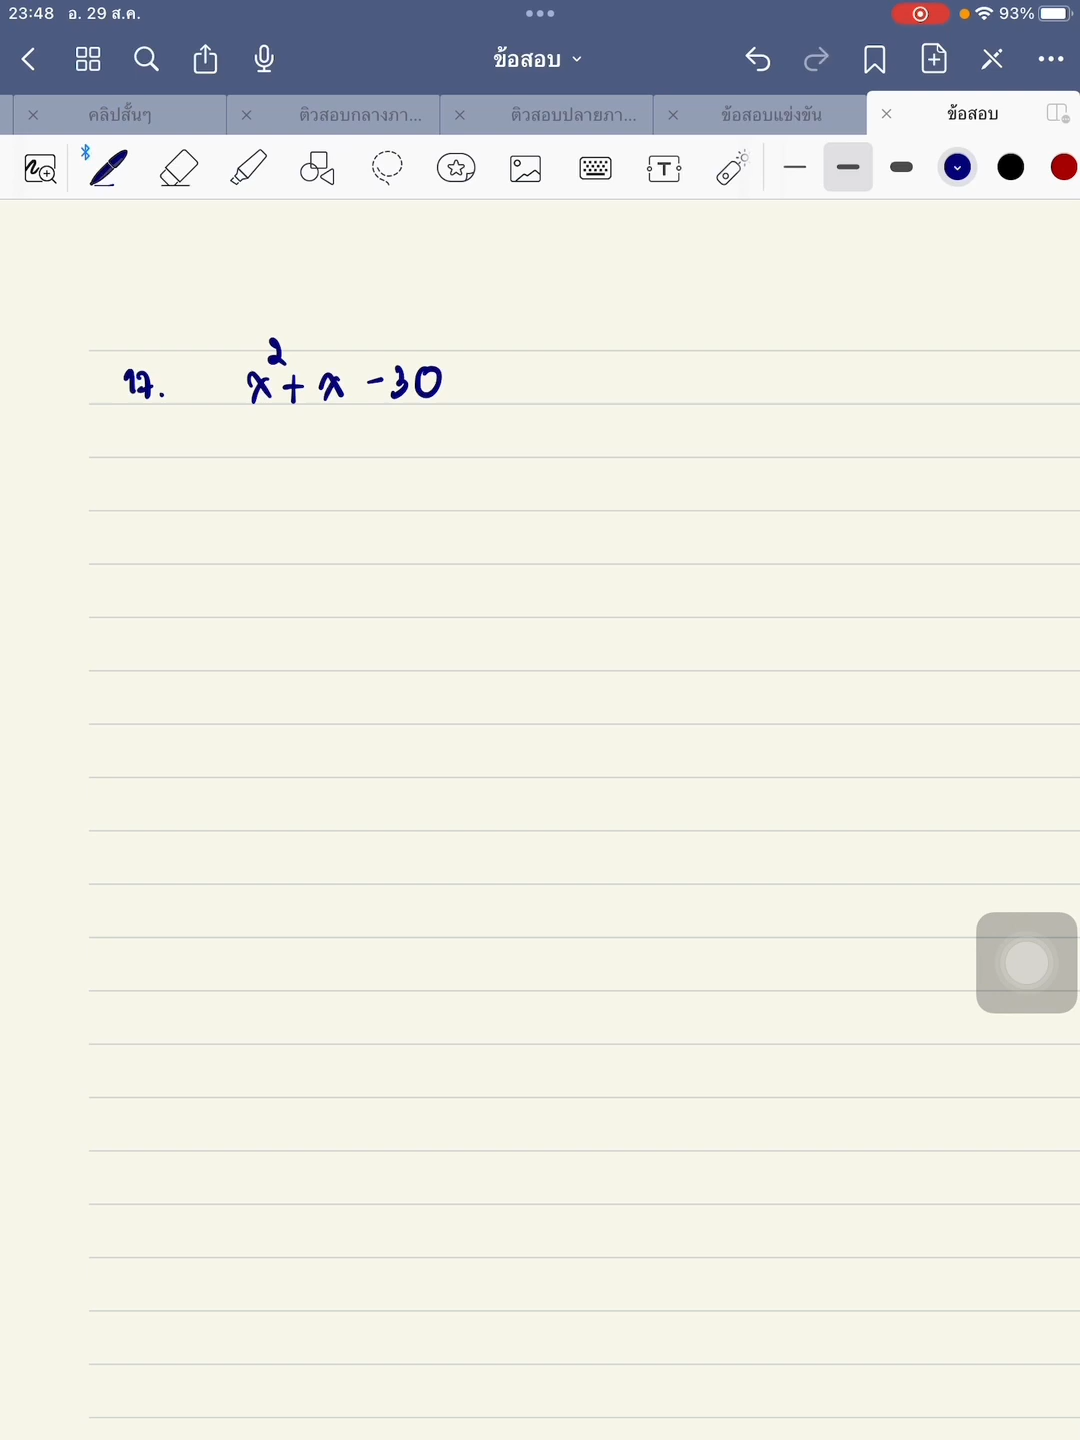 23:48 อ. 29 ส.ค. 93%
ข้อสอบ
คลิปสั้นๆ ติวสอบกลางภา... ติวสอบปลายภา... ข้อสอบแข่งขัน ข้อสอบ
T
17. x² + x - 30